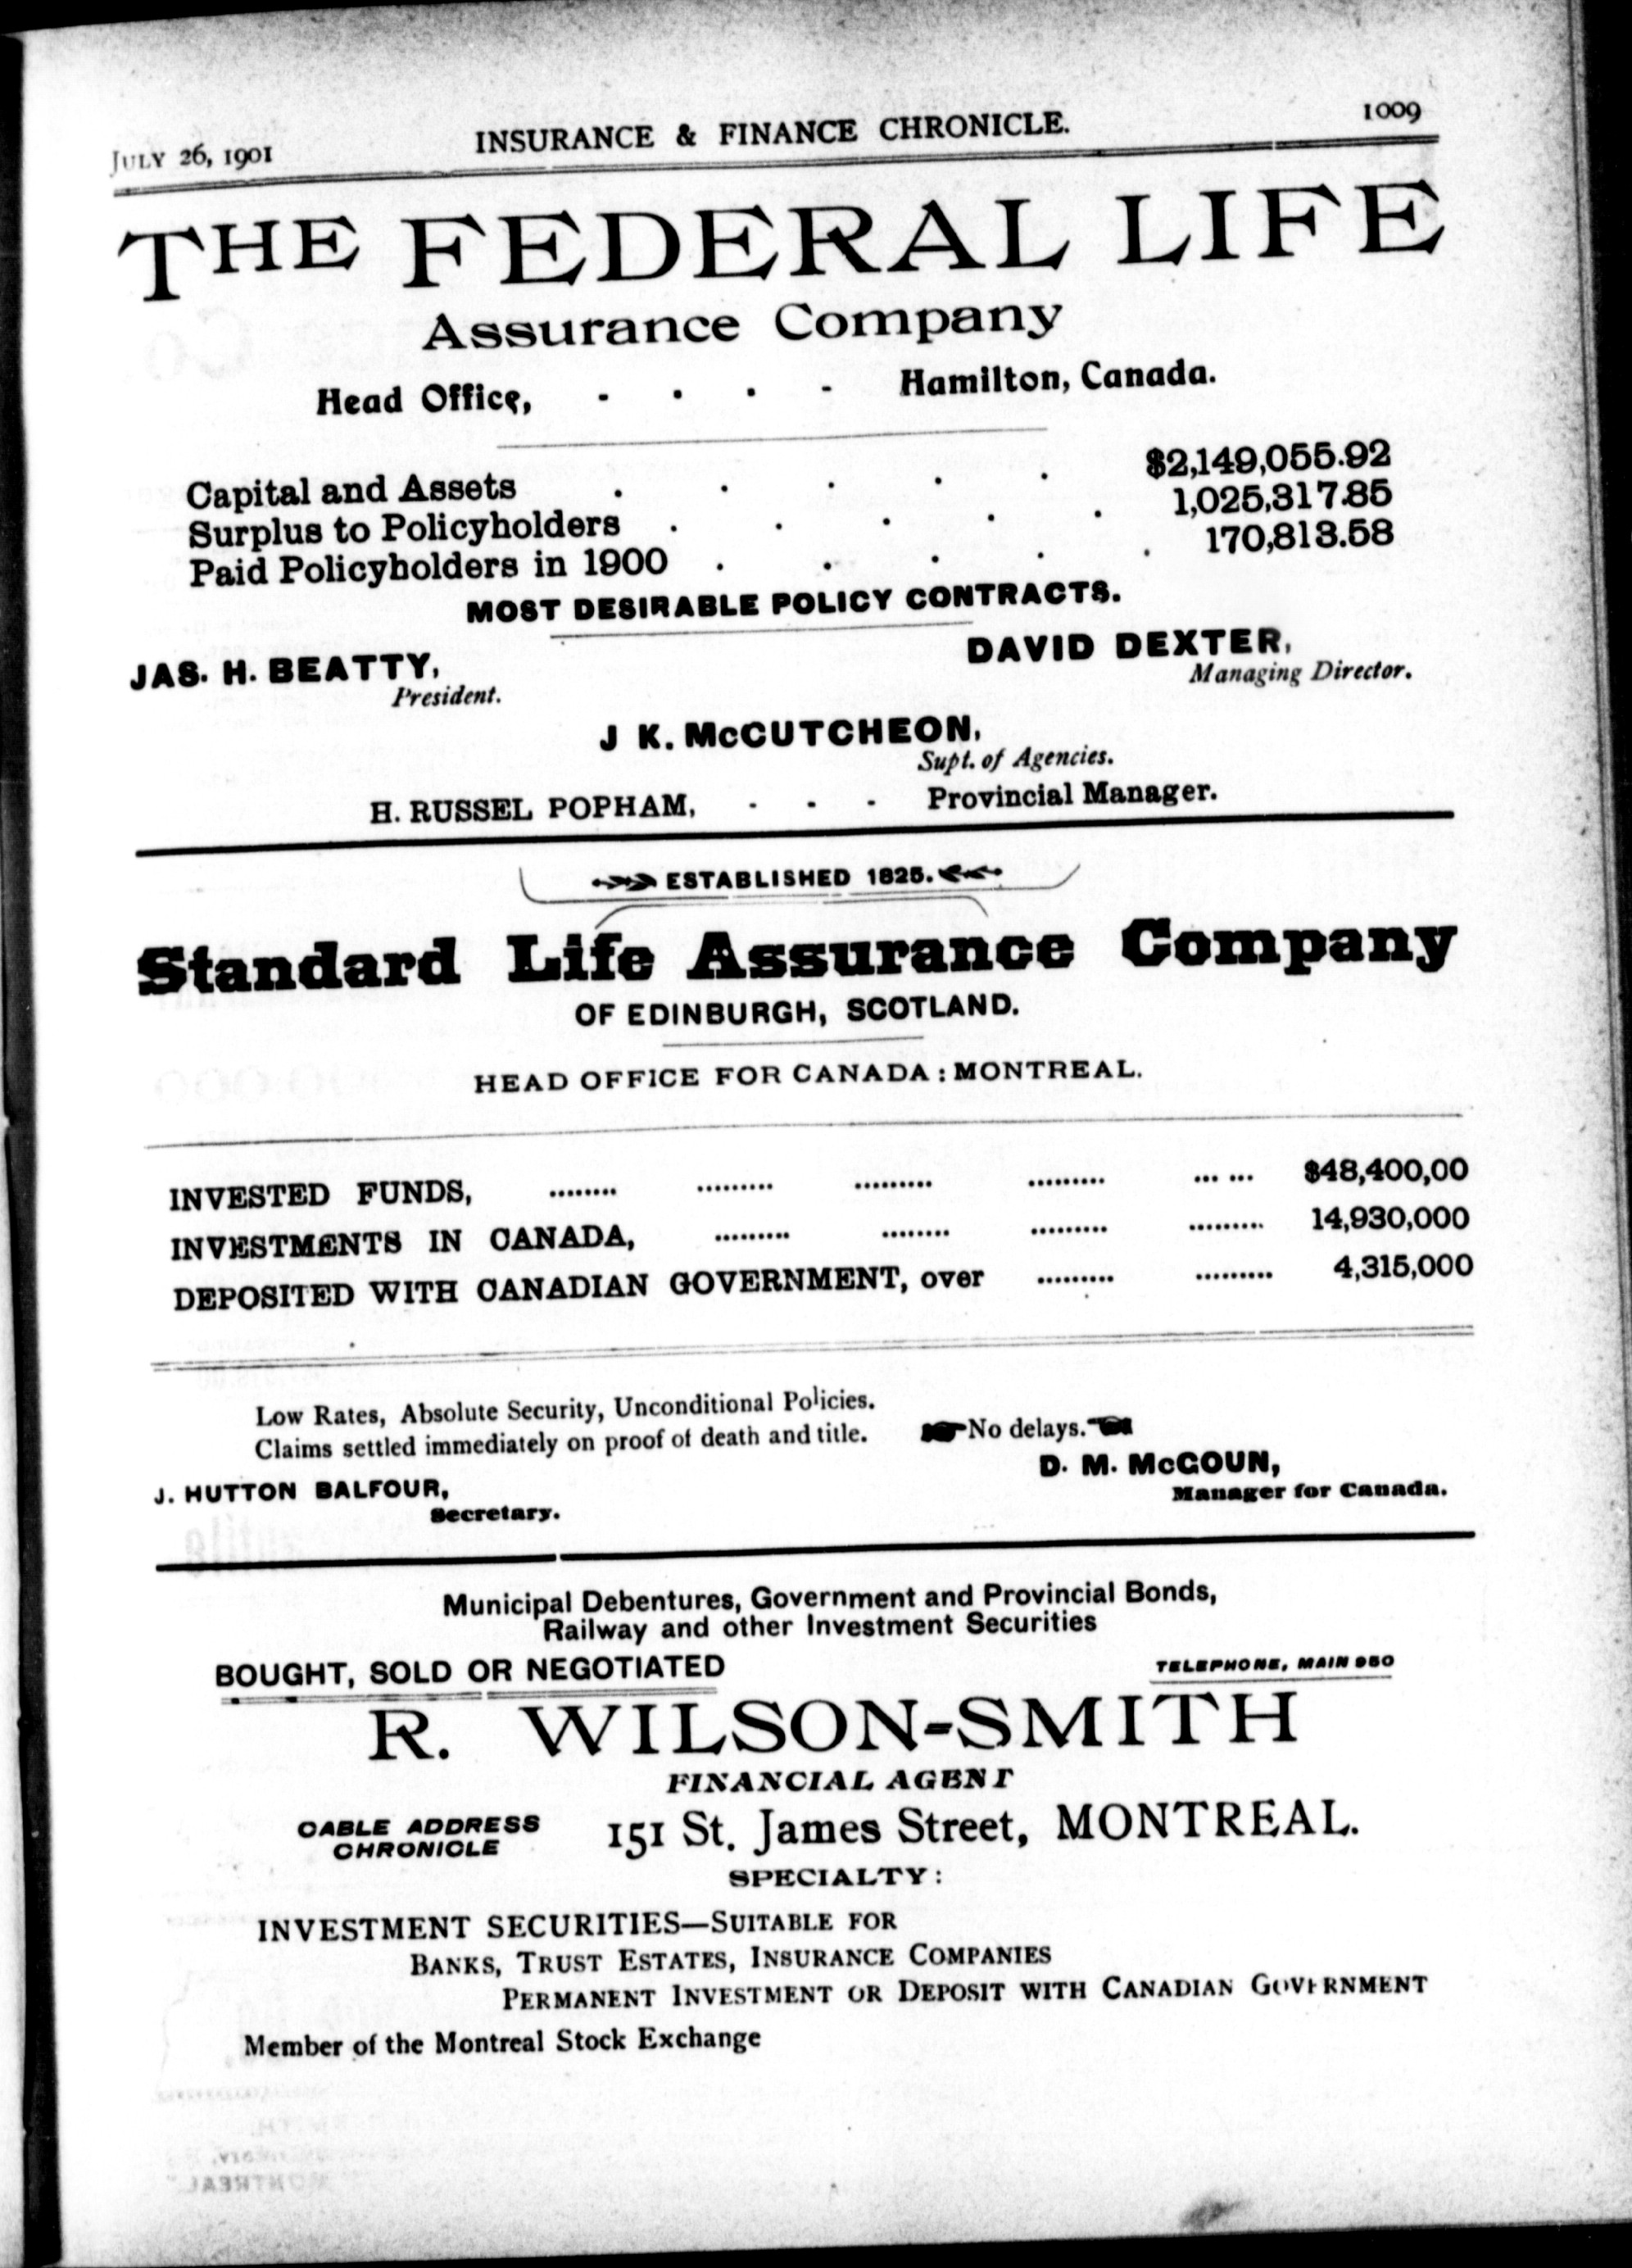 JULY 26, 1901 INSURANCE & FINANCE CHRONICLE. 1009
THE FEDERAL LIFE
Assurance Company
Head Office, - - - - Hamilton, Canada.
Capital and Assets . . . . . $2,149,055.92
Surplus to Policyholders . . . . . 1,025,317.85
Paid Policyholders in 1900 . . . . . 170,813.58
MOST DESIRABLE POLICY CONTRACTS.
JAS. H. BEATTY, DAVID DEXTER,
President. Managing Director.
J K. McCUTCHEON,
Supt. of Agencies.
H. RUSSEL POPHAM, - - - Provincial Manager.
ESTABLISHED 1825.
Standard Life Assurance Company
OF EDINBURGH, SCOTLAND.
HEAD OFFICE FOR CANADA : MONTREAL.
INVESTED FUNDS, ........ ......... ......... ......... ... ... $48,400,00
INVESTMENTS IN CANADA, ......... ........ ......... ......... 14,930,000
DEPOSITED WITH CANADIAN GOVERNMENT, over ......... ......... 4,315,000
Low Rates, Absolute Security, Unconditional Policies.
Claims settled immediately on proof of death and title. No delays.
J. HUTTON BALFOUR, D. M. McGOUN,
Secretary. Manager for Canada.
Municipal Debentures, Government and Provincial Bonds,
Railway and other Investment Securities
BOUGHT, SOLD OR NEGOTIATED TELEPHONE, MAIN 950
R. WILSON-SMITH
FINANCIAL AGENT
CABLE ADDRESS
CHRONICLE 151 St. James Street, MONTREAL.
SPECIALTY :
INVESTMENT SECURITIES—SUITABLE FOR
BANKS, TRUST ESTATES, INSURANCE COMPANIES
PERMANENT INVESTMENT OR DEPOSIT WITH CANADIAN GOVERNMENT
Member of the Montreal Stock Exchange